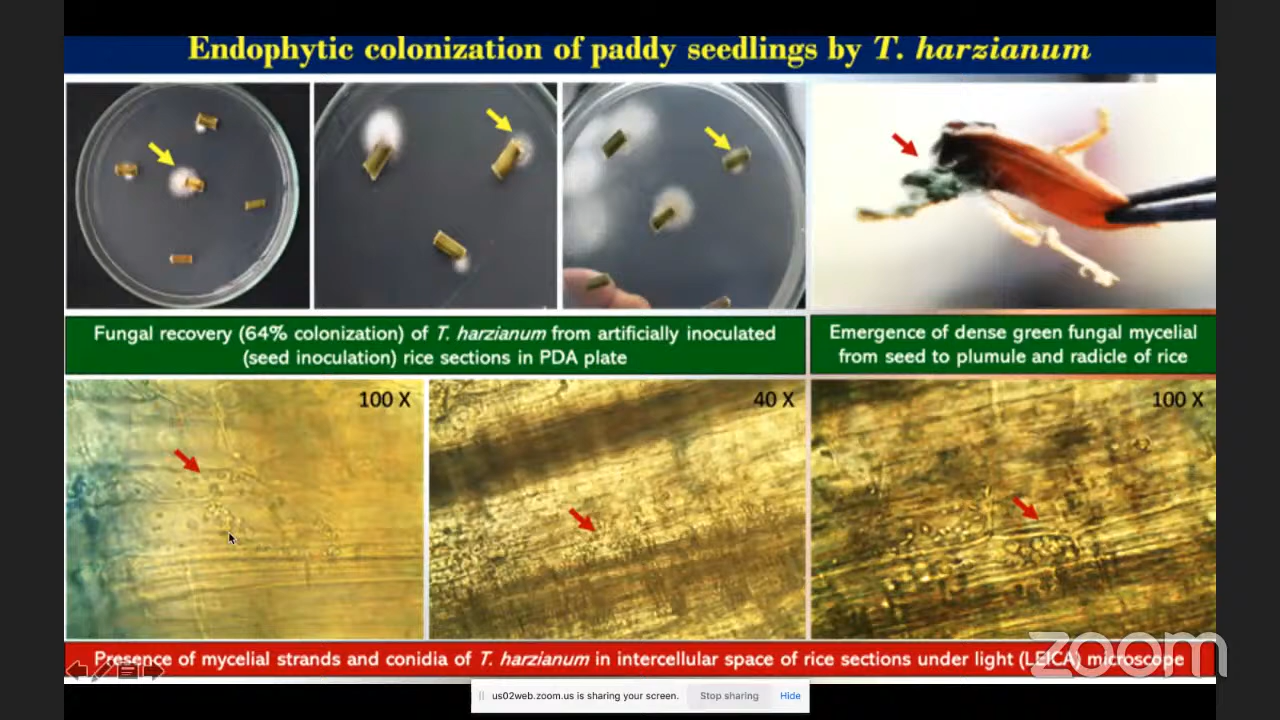 Endophytic colonization of paddy seedlings by T. harzianum
Fungal recovery (64% colonization) of T. harzianum from artificially inoculated
(seed inoculation) rice sections in PDA plate
Emergence of dense green fungal mycelial
from seed to plumule and radicle of rice
100 X
40 X
100 X
Presence of mycelial strands and conidia of T. harzianum in intercellular space of rice sections under light (LEICA) microscope
zoom
us02web.zoom.us is sharing your screen.
Stop sharing
Hide